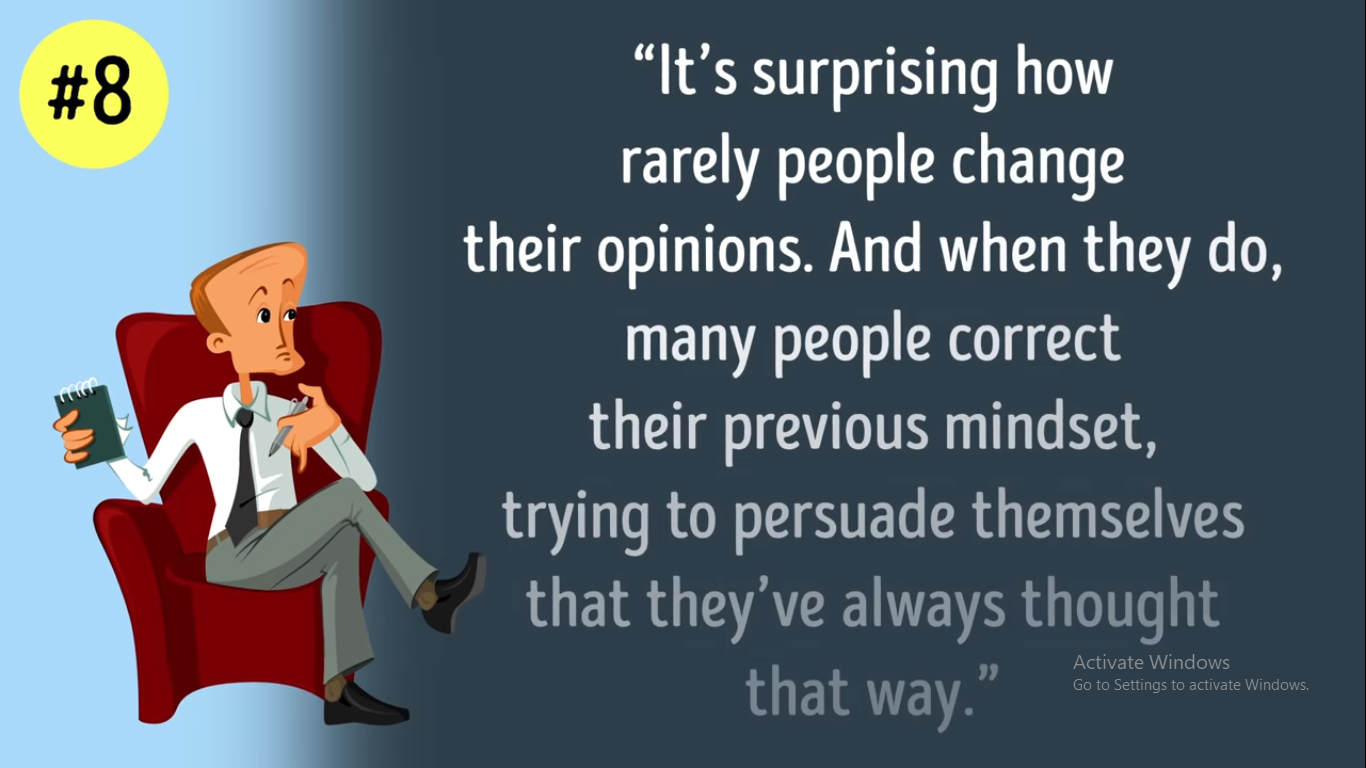 #8
“It’s surprising how
rarely people change
their opinions. And when they do,
many people correct
their previous mindset,
trying to persuade themselves
that they’ve always thought
that way.”
Activate Windows
Go to Settings to activate Windows.